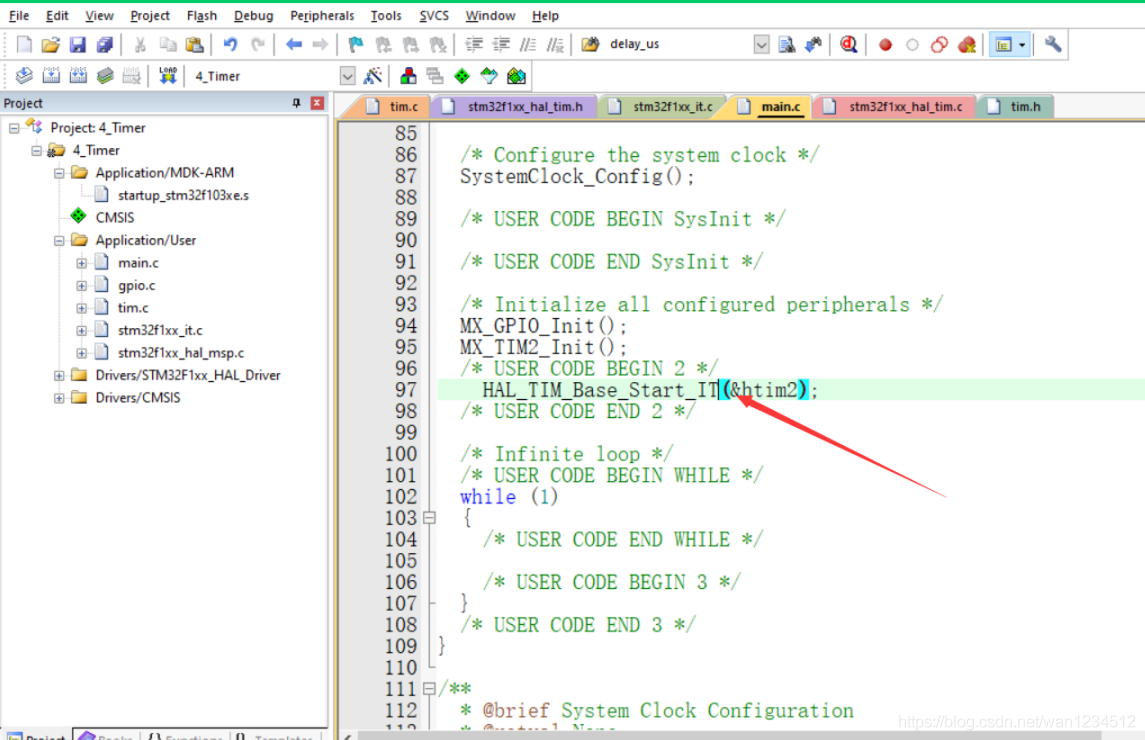 File Edit View Project Flash Debug Peripherals Tools SVCS Window Help
delay_us
4_Timer
Project
tim.c stm32f1xx_hal_tim.h stm32f1xx_it.c main.c stm32f1xx_hal_tim.c tim.h
Project: 4_Timer
4_Timer
Application/MDK-ARM
startup_stm32f103xe.s
CMSIS
Application/User
main.c
gpio.c
tim.c
stm32f1xx_it.c
stm32f1xx_hal_msp.c
Drivers/STM32F1xx_HAL_Driver
Drivers/CMSIS
85
86 /* Configure the system clock */
87 SystemClock_Config();
88
89 /* USER CODE BEGIN SysInit */
90
91 /* USER CODE END SysInit */
92
93 /* Initialize all configured peripherals */
94 MX_GPIO_Init();
95 MX_TIM2_Init();
96 /* USER CODE BEGIN 2 */
97 HAL_TIM_Base_Start_IT(&htim2);
98 /* USER CODE END 2 */
99
100 /* Infinite loop */
101 /* USER CODE BEGIN WHILE */
102 while (1)
103 {
104 /* USER CODE END WHILE */
105
106 /* USER CODE BEGIN 3 */
107 }
108 /* USER CODE END 3 */
109 }
110
111 /**
112 * @brief System Clock Configuration
https://blog.csdn.net/wan1234512